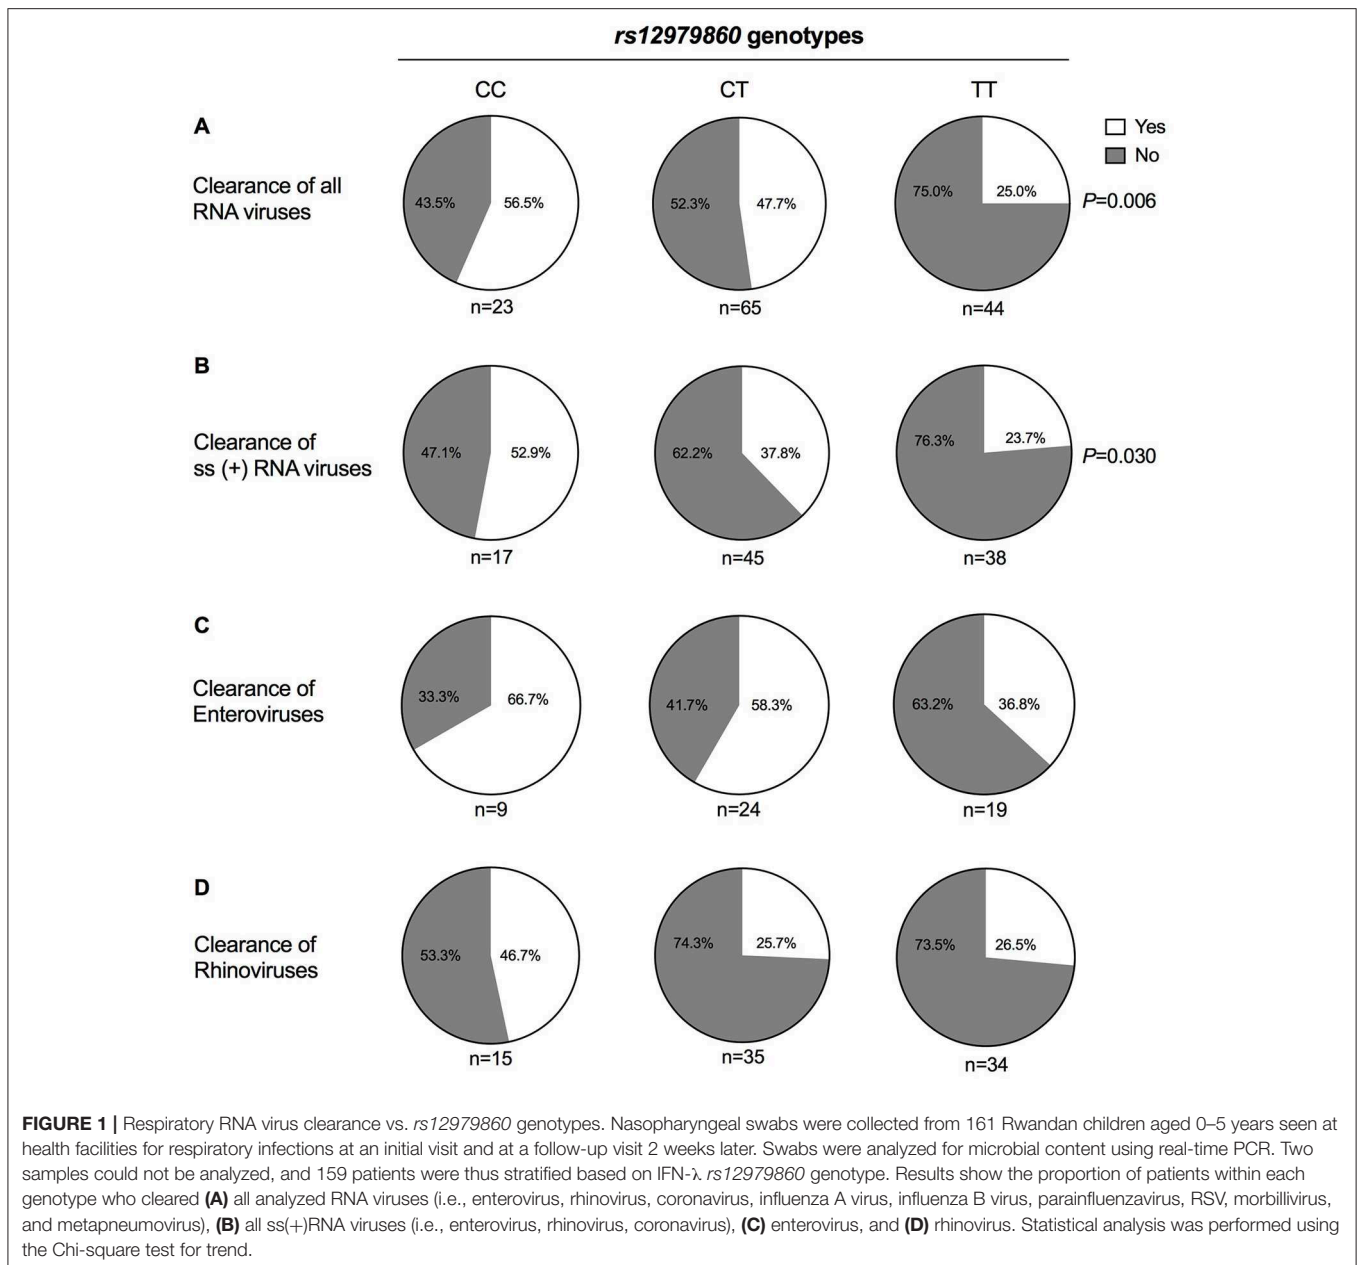 rs12979860 genotypes
CC
CT
TT
A
Yes
No
Clearance of all
RNA viruses
43.5%
56.5%
52.3%
47.7%
75.0%
25.0%
P=0.006
n=23
n=65
n=44
B
Clearance of
ss (+) RNA viruses
47.1%
52.9%
62.2%
37.8%
76.3%
23.7%
P=0.030
n=17
n=45
n=38
C
Clearance of
Enteroviruses
33.3%
66.7%
41.7%
58.3%
63.2%
36.8%
n=9
n=24
n=19
D
Clearance of
Rhinoviruses
53.3%
46.7%
74.3%
25.7%
73.5%
26.5%
n=15
n=35
n=34
FIGURE 1 | Respiratory RNA virus clearance vs. rs12979860 genotypes. Nasopharyngeal swabs were collected from 161 Rwandan children aged 0–5 years seen at
health facilities for respiratory infections at an initial visit and at a follow-up visit 2 weeks later. Swabs were analyzed for microbial content using real-time PCR. Two
samples could not be analyzed, and 159 patients were thus stratified based on IFN-λ rs12979860 genotype. Results show the proportion of patients within each
genotype who cleared (A) all analyzed RNA viruses (i.e., enterovirus, rhinovirus, coronavirus, influenza A virus, influenza B virus, parainfluenzavirus, RSV, morbillivirus,
and metapneumovirus), (B) all ss(+)RNA viruses (i.e., enterovirus, rhinovirus, coronavirus), (C) enterovirus, and (D) rhinovirus. Statistical analysis was performed using
the Chi-square test for trend.